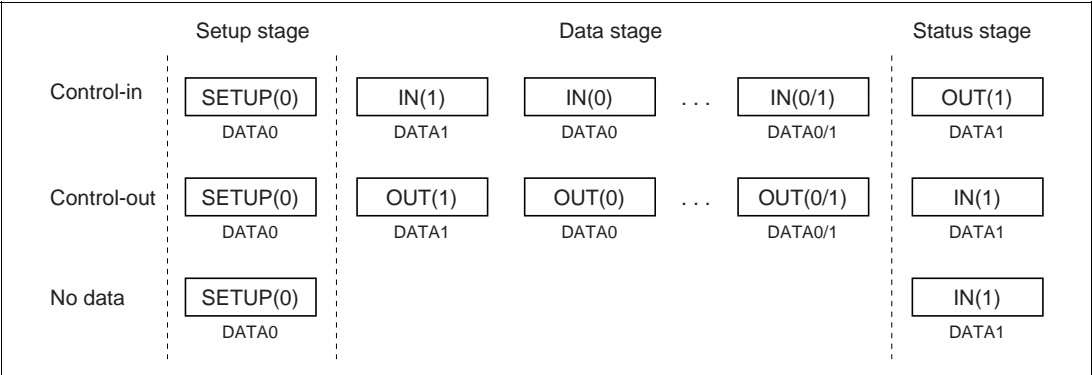 Setup stage Data stage Status stage
Control-in SETUP(0) IN(1) IN(0) . . . IN(0/1) OUT(1)
DATA0 DATA1 DATA0 DATA0/1 DATA1
Control-out SETUP(0) OUT(1) OUT(0) . . . OUT(0/1) IN(1)
DATA0 DATA1 DATA0 DATA0/1 DATA1
No data SETUP(0) IN(1)
DATA0 DATA1